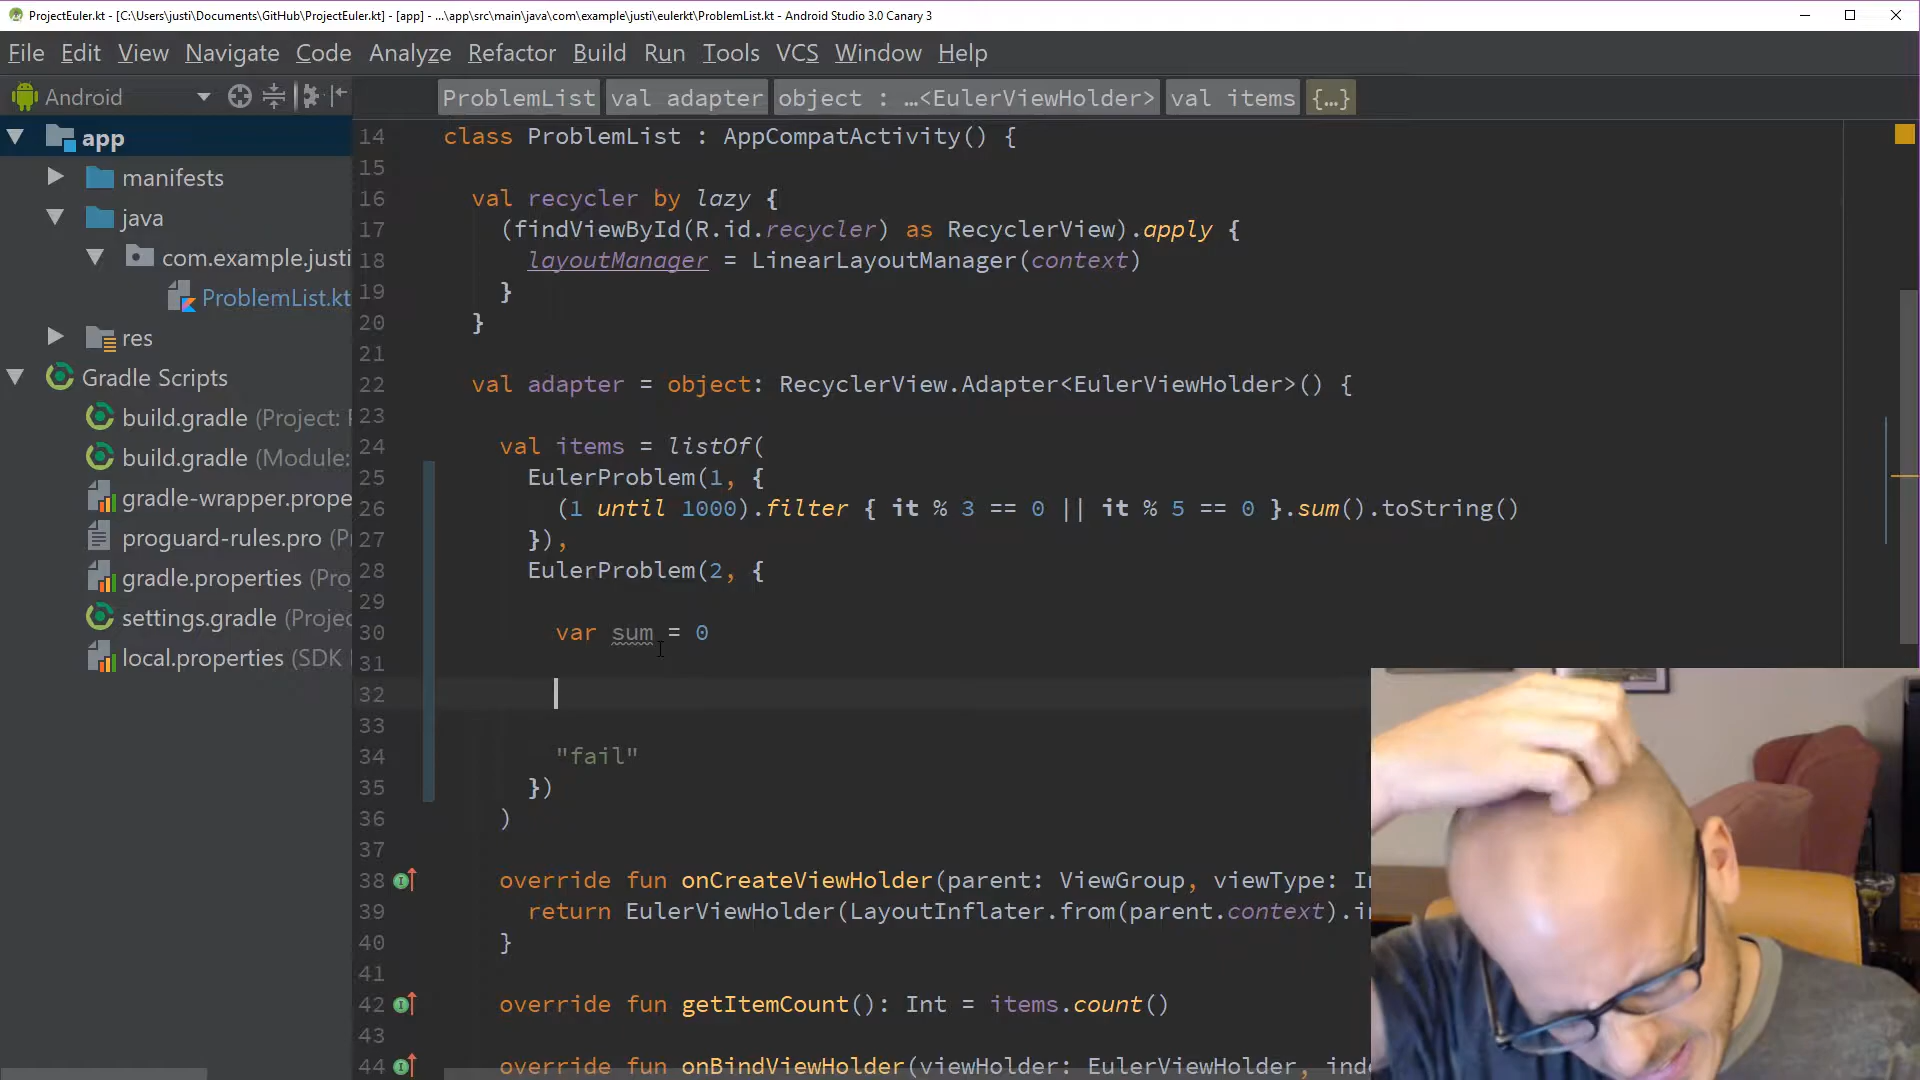 ProjectEuler.kt - [C:\Users\justi\Documents\GitHub\ProjectEuler.kt] - [app] - ...\app\src\main\java\com\example\justi\eulerkt\ProblemList.kt - Android Studio 3.0 Canary 3
File Edit View Navigate Code Analyze Refactor Build Run Tools VCS Window Help
Android
ProblemList val adapter object : …<EulerViewHolder> val items {…}
app
manifests
java
com.example.justi
ProblemList.kt
res
Gradle Scripts
build.gradle (Project:
build.gradle (Module:
gradle-wrapper.prope
proguard-rules.pro
gradle.properties (Pro
settings.gradle (Projec
local.properties (SDK
14 class ProblemList : AppCompatActivity() {
15
16 val recycler by lazy {
17 (findViewById(R.id.recycler) as RecyclerView).apply {
18 layoutManager = LinearLayoutManager(context)
19 }
20 }
21
22 val adapter = object: RecyclerView.Adapter<EulerViewHolder>() {
23
24 val items = listOf(
25 EulerProblem(1, {
26 (1 until 1000).filter { it % 3 == 0 || it % 5 == 0 }.sum().toString()
27 }),
28 EulerProblem(2, {
29
30 var sum = 0
31
32
33
34 "fail"
35 })
36 )
37
38 override fun onCreateViewHolder(parent: ViewGroup, viewType: In
39 return EulerViewHolder(LayoutInflater.from(parent.context).in
40 }
41
42 override fun getItemCount(): Int = items.count()
43
44 override fun onBindViewHolder(viewHolder: EulerViewHolder, inde